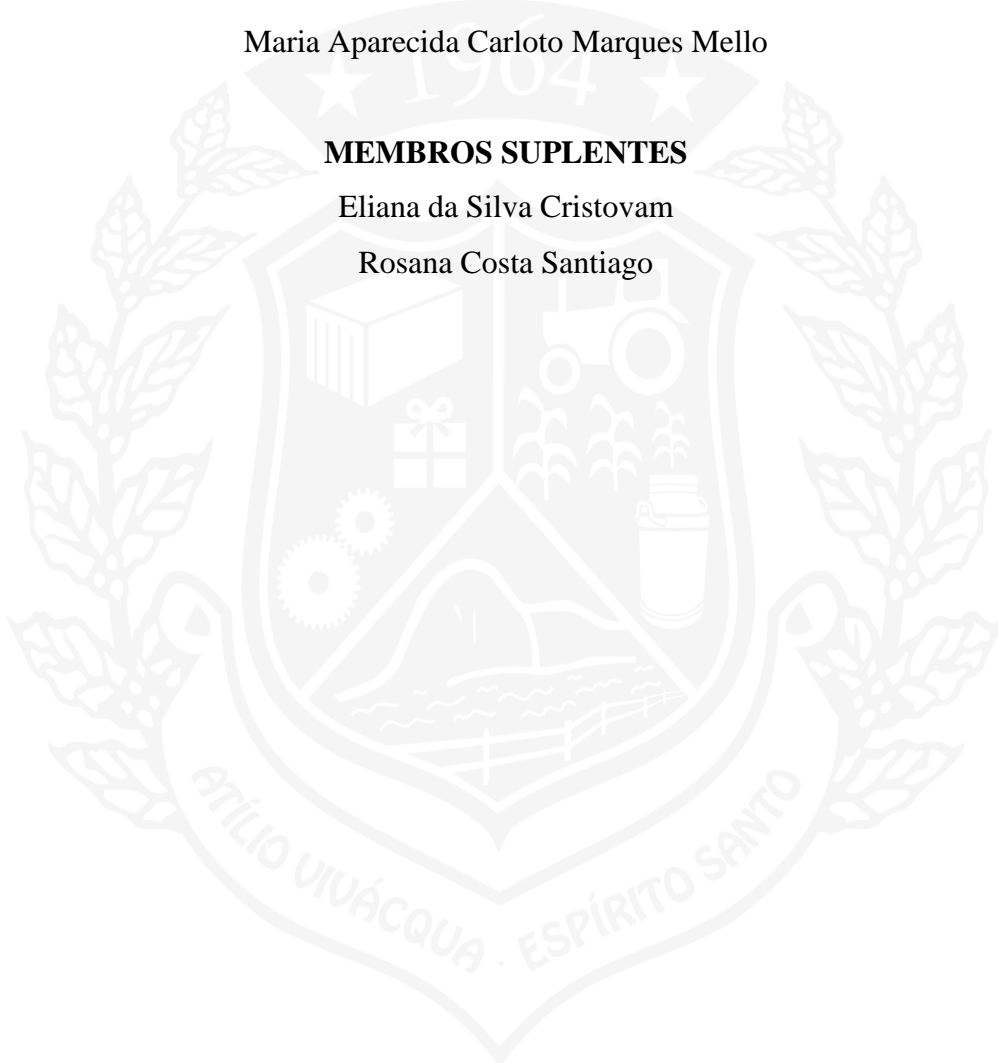 Maria Aparecida Carloto Marques Mello
1964
MEMBROS SUPLENTES
Eliana da Silva Cristovam
Rosana Costa Santiago
ATÍLIO VIVÁCQUA . ESPÍRITO SANTO